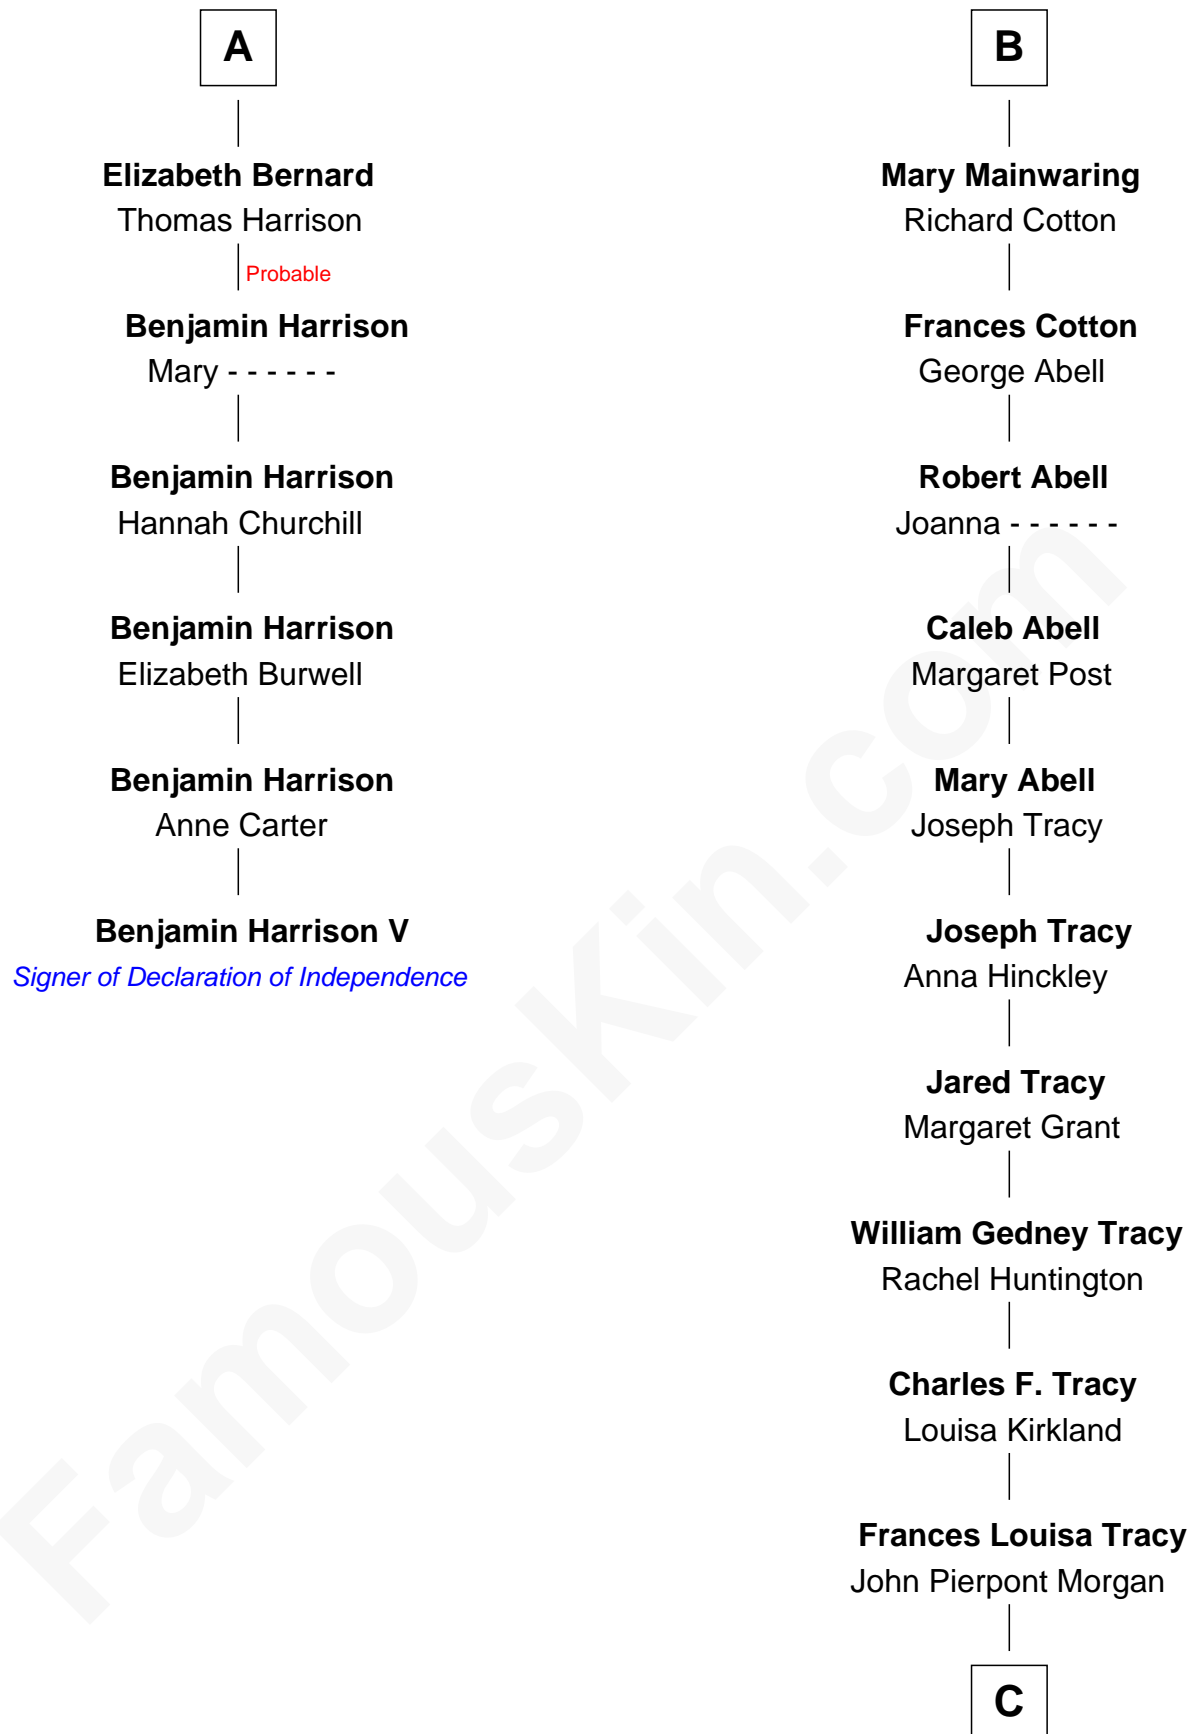 A
Elizabeth Bernard
Thomas Harrison
Probable
Benjamin Harrison
Mary - - - - - -
Benjamin Harrison
Hannah Churchill
Benjamin Harrison
Elizabeth Burwell
Benjamin Harrison
Anne Carter
Benjamin Harrison V
Signer of Declaration of Independence
B
Mary Mainwaring
Richard Cotton
Frances Cotton
George Abell
Robert Abell
Joanna - - - - - -
Caleb Abell
Margaret Post
Mary Abell
Joseph Tracy
Joseph Tracy
Anna Hinckley
Jared Tracy
Margaret Grant
William Gedney Tracy
Rachel Huntington
Charles F. Tracy
Louisa Kirkland
Frances Louisa Tracy
John Pierpont Morgan
C
FamousKin.com